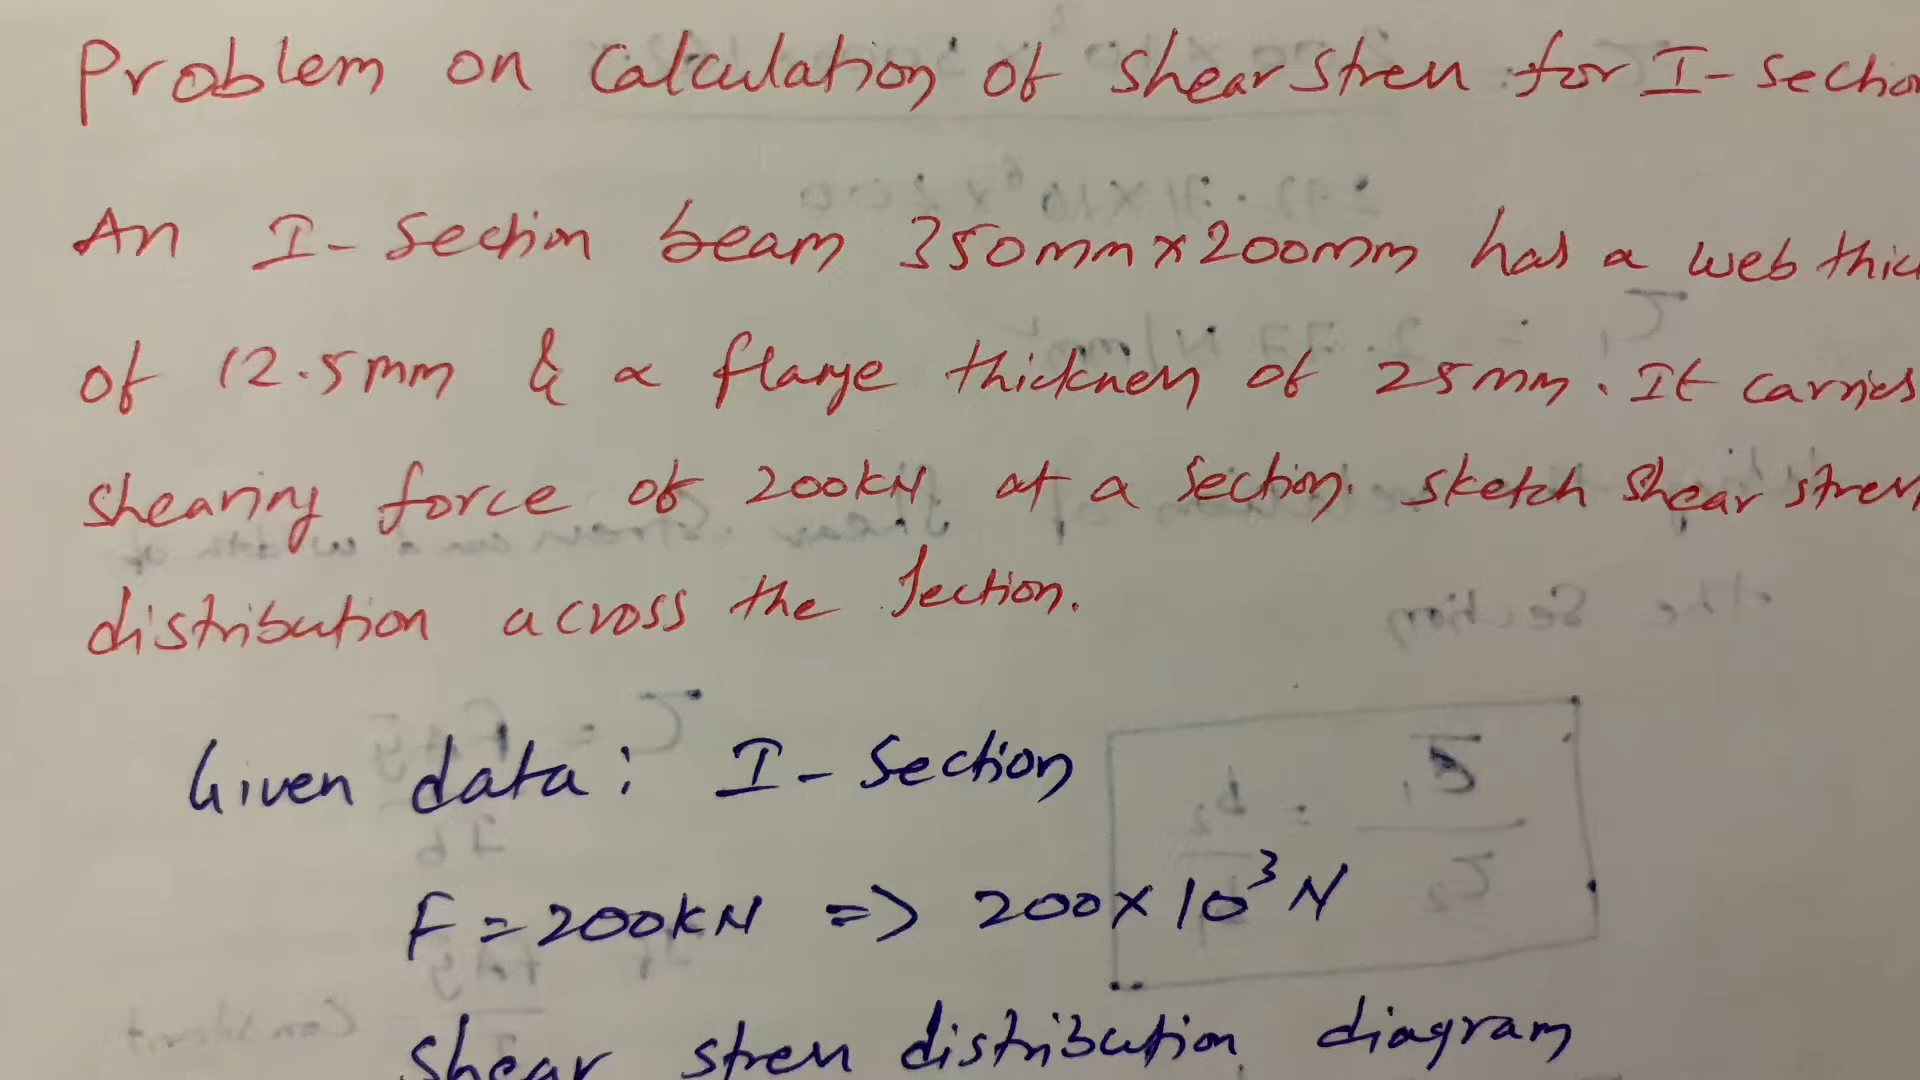 Problem on Calculation of Shear Stress for I-Sectio
An I-Section beam 350mm x 200mm has a web thic
of 12.5mm & a flange thickness of 25mm. It carries
shearing force of 200kN at a Section. sketch shear stress
distribution across the Section.
Given data: I-Section
F = 200kN => 200 x 10³ N
Shear stress distribution diagram